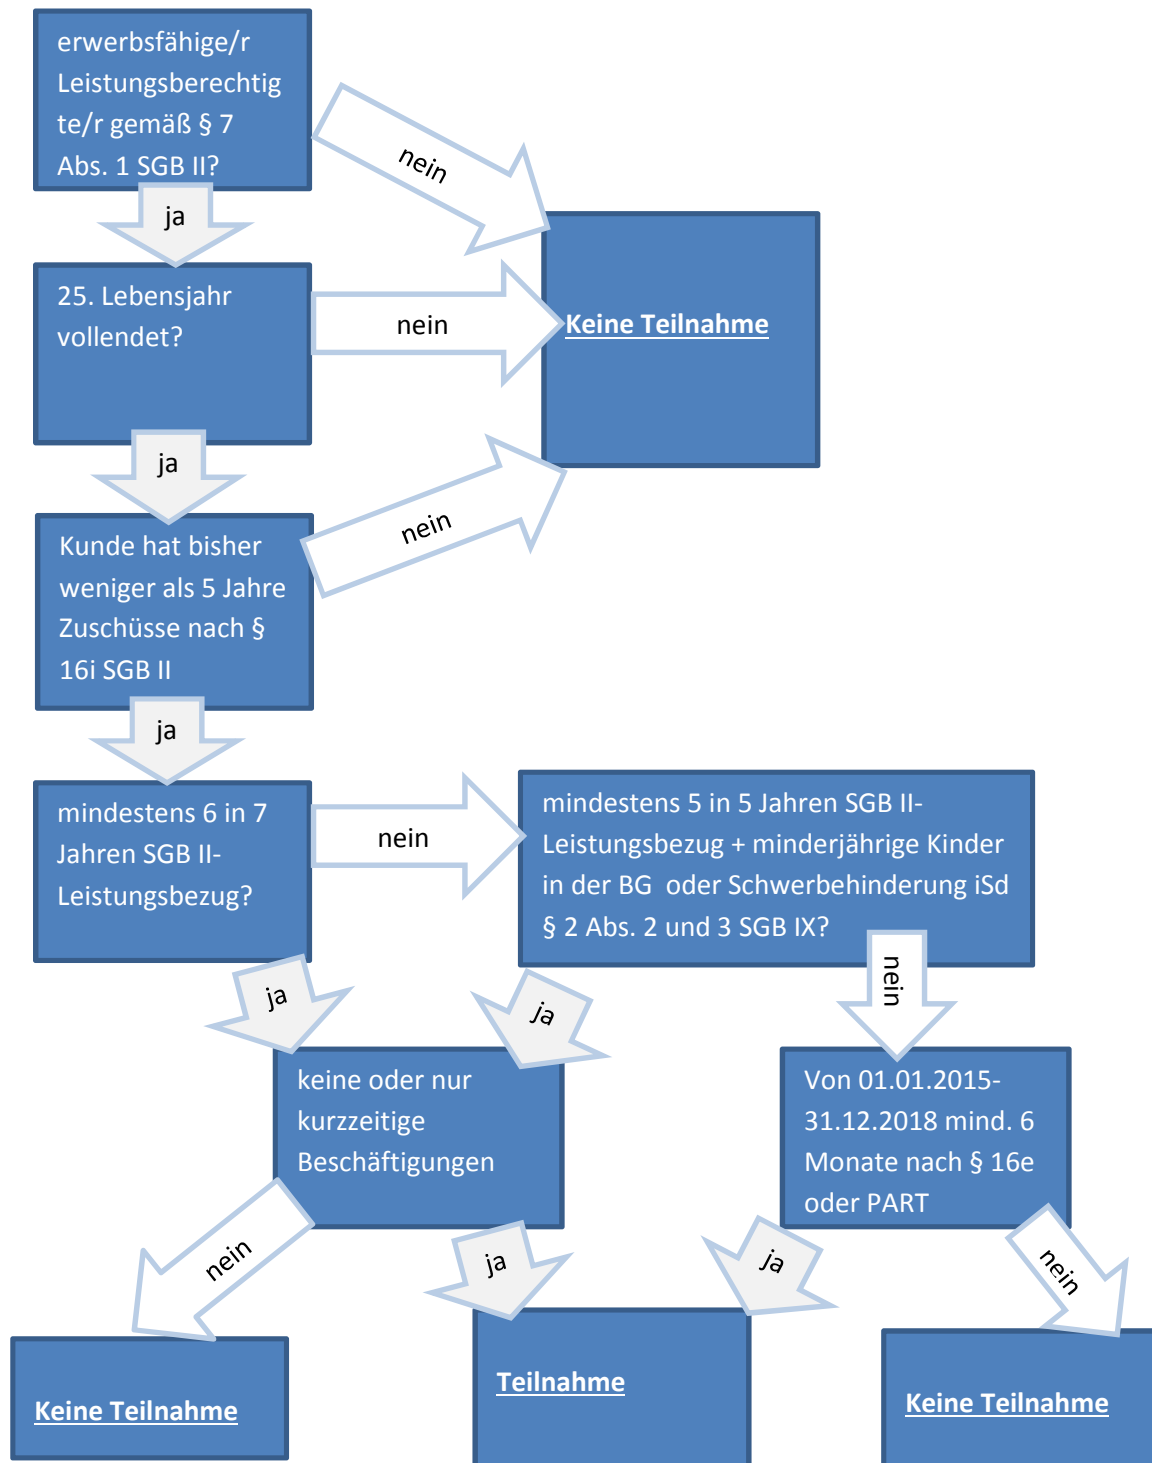 erwerbsfähige/r
Leistungsberechtig
te/r gemäß § 7
Abs. 1 SGB II?
nein
ja
25. Lebensjahr
vollendet?
nein
Keine Teilnahme
ja
Kunde hat bisher
weniger als 5 Jahre
Zuschüsse nach §
16i SGB II
nein
ja
mindestens 6 in 7
Jahren SGB II-
Leistungsbezug?
nein
mindestens 5 in 5 Jahren SGB II-
Leistungsbezug + minderjährige Kinder
in der BG oder Schwerbehinderung iSd
§ 2 Abs. 2 und 3 SGB IX?
ja
ja
nein
keine oder nur
kurzzeitige
Beschäftigungen
Von 01.01.2015-
31.12.2018 mind. 6
Monate nach § 16e
oder PART
nein
ja
ja
nein
Keine Teilnahme
Teilnahme
Keine Teilnahme